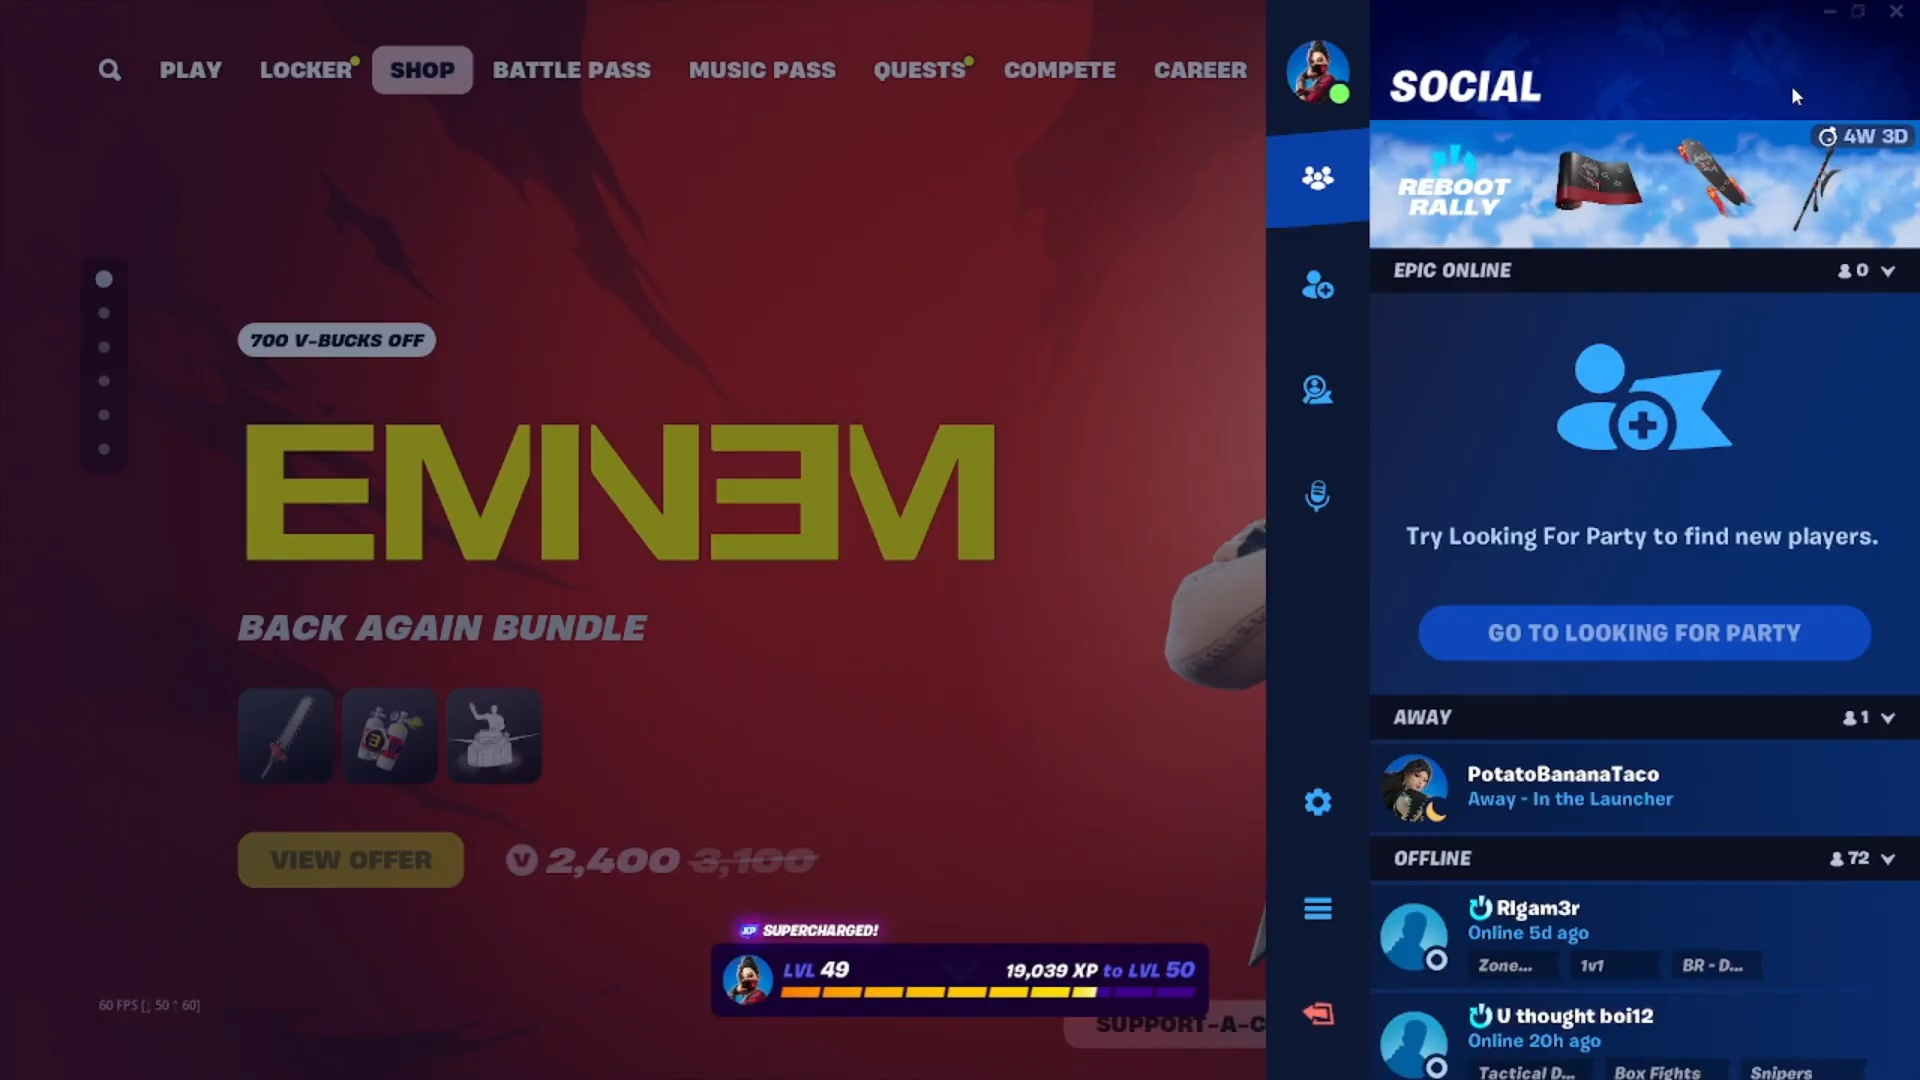 PLAY LOCKER SHOP BATTLE PASS MUSIC PASS QUESTS COMPETE CAREER
700 V-BUCKS OFF
EMINEM
BACK AGAIN BUNDLE
VIEW OFFER
2,400 3,100
XP SUPERCHARGED!
LVL 49
19,039 XP to LVL 50
60 FPS [↓ 50 ↑ 60]
SUPPORT-A-C
SOCIAL
4W 3D
REBOOT
RALLY
EPIC ONLINE
0
Try Looking For Party to find new players.
GO TO LOOKING FOR PARTY
AWAY
1
PotatoBananaTaco
Away - In the Launcher
OFFLINE
72
RIgam3r
Online 5d ago
Zone... 1v1 BR - D...
U thought boi12
Online 20h ago
Tactical D... Box Fights Snipers